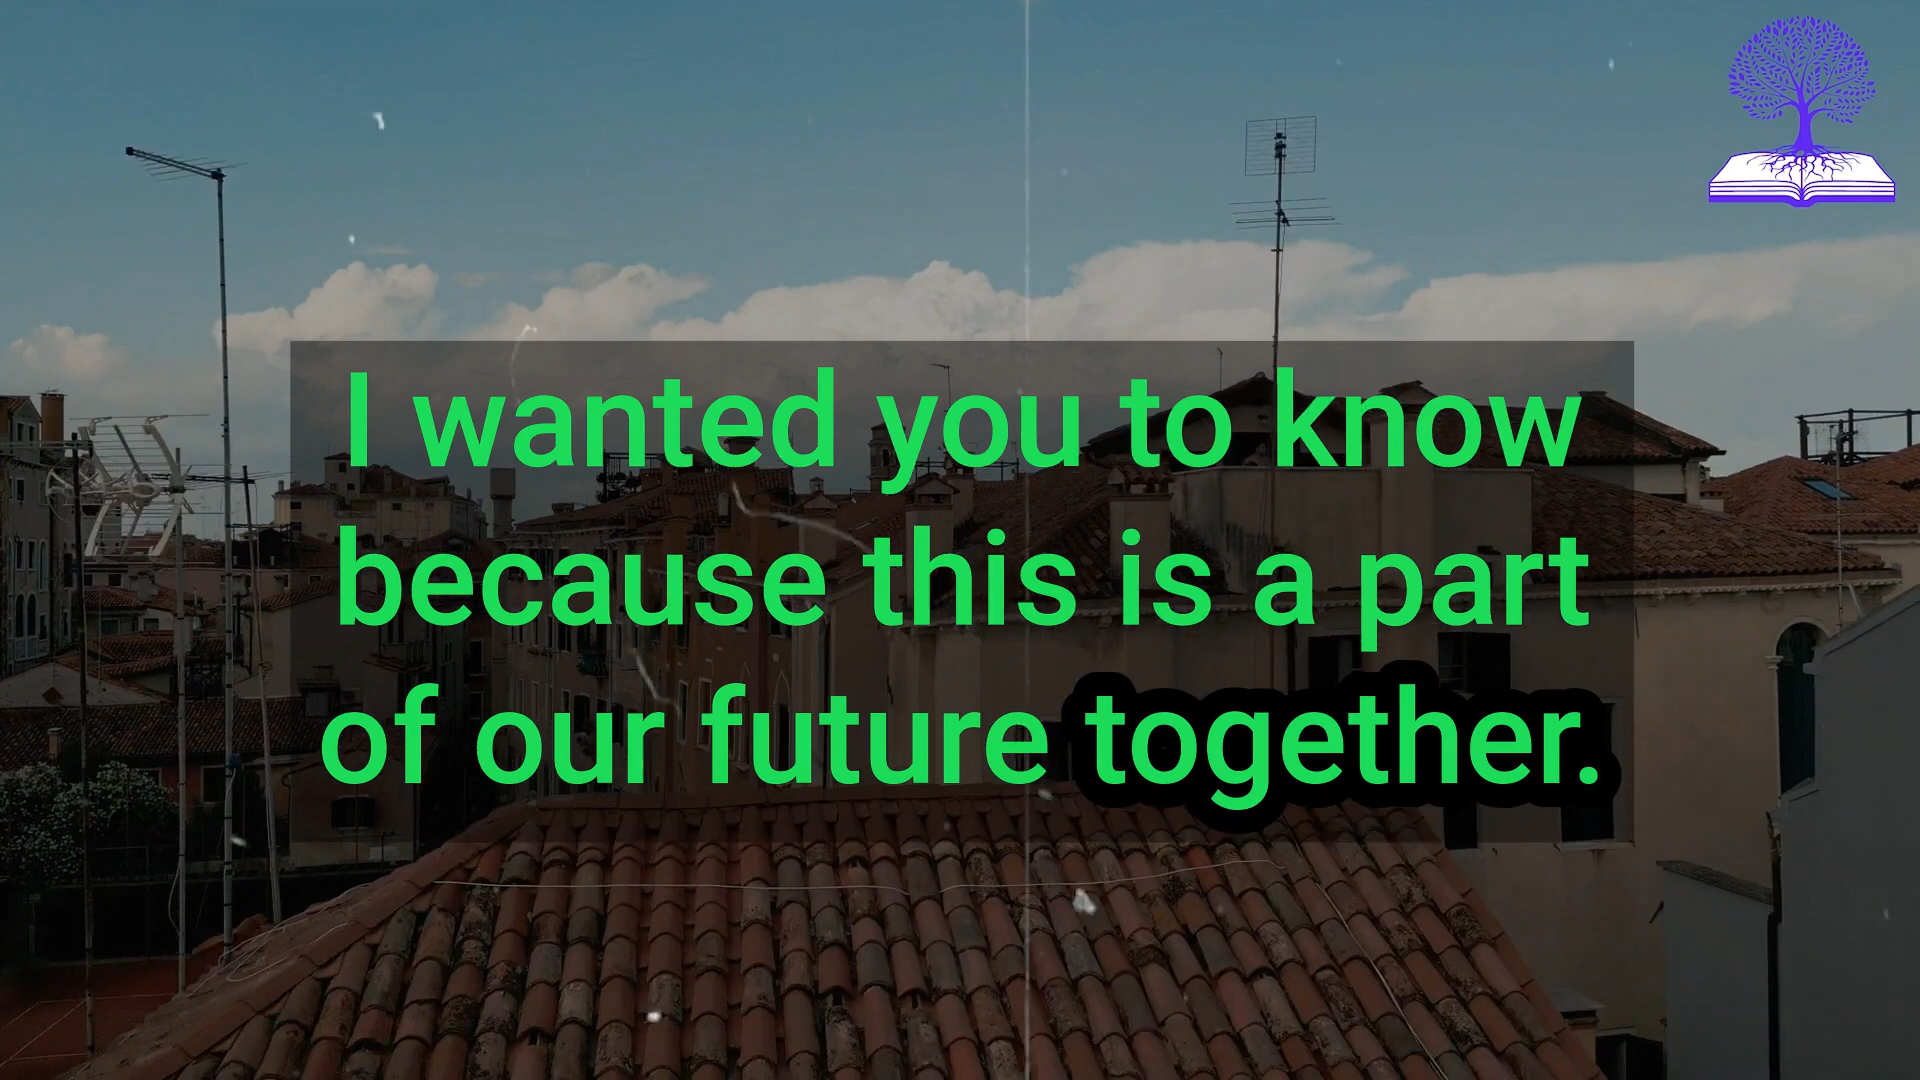 I wanted you to know
because this is a part
of our future together.